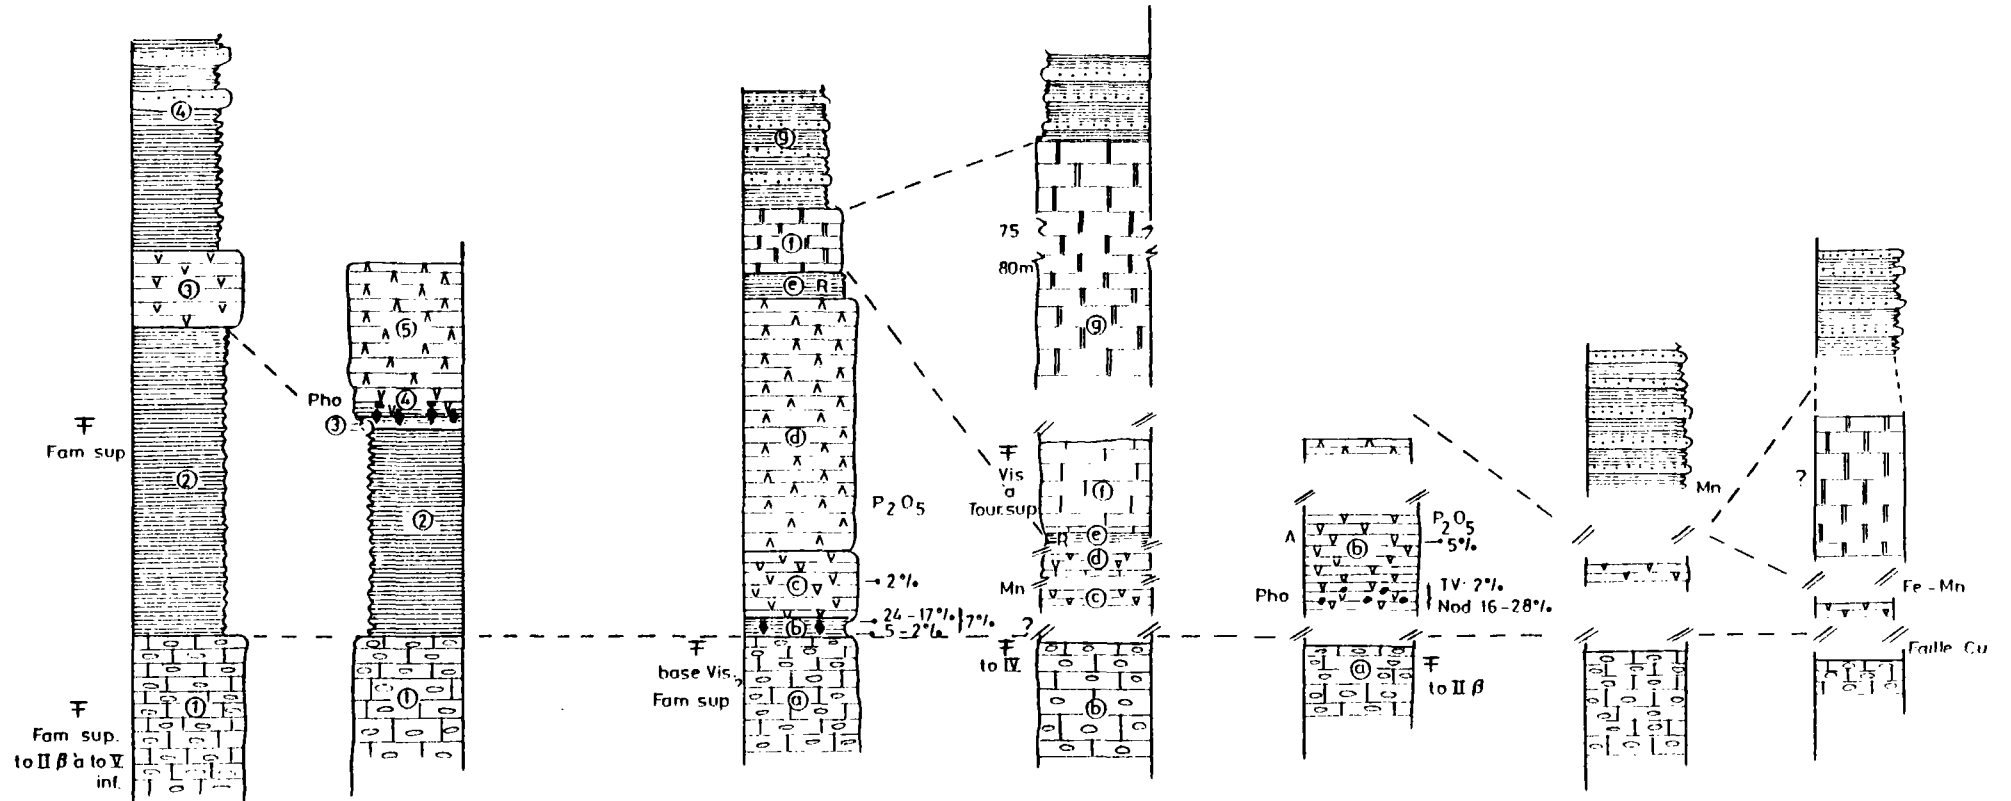 ④
③
Ŧ
Fam sup
②
①
Ŧ
Fam sup.
to II β à to V
inf.
⑤
Pho
④
③
②
①
⑨
ⓕ
ⓔ R
ⓓ
P₂O₅
ⓒ
2%
ⓑ
24-17% } 7%
5-2%
Ŧ
base Vis.?
Fam sup
ⓐ
75
80m
⑨
Ŧ
Vis
à
Tour. sup
ⓕ
R ⓔ
ⓓ
Mn
ⓒ
?
Ŧ
to IV
ⓑ
P₂O₅
5%
ⓑ
Pho
TV· 2%
Nod 16-28%
ⓐ
Ŧ
to II β
Mn
?
Fe-Mn
Faille Cu